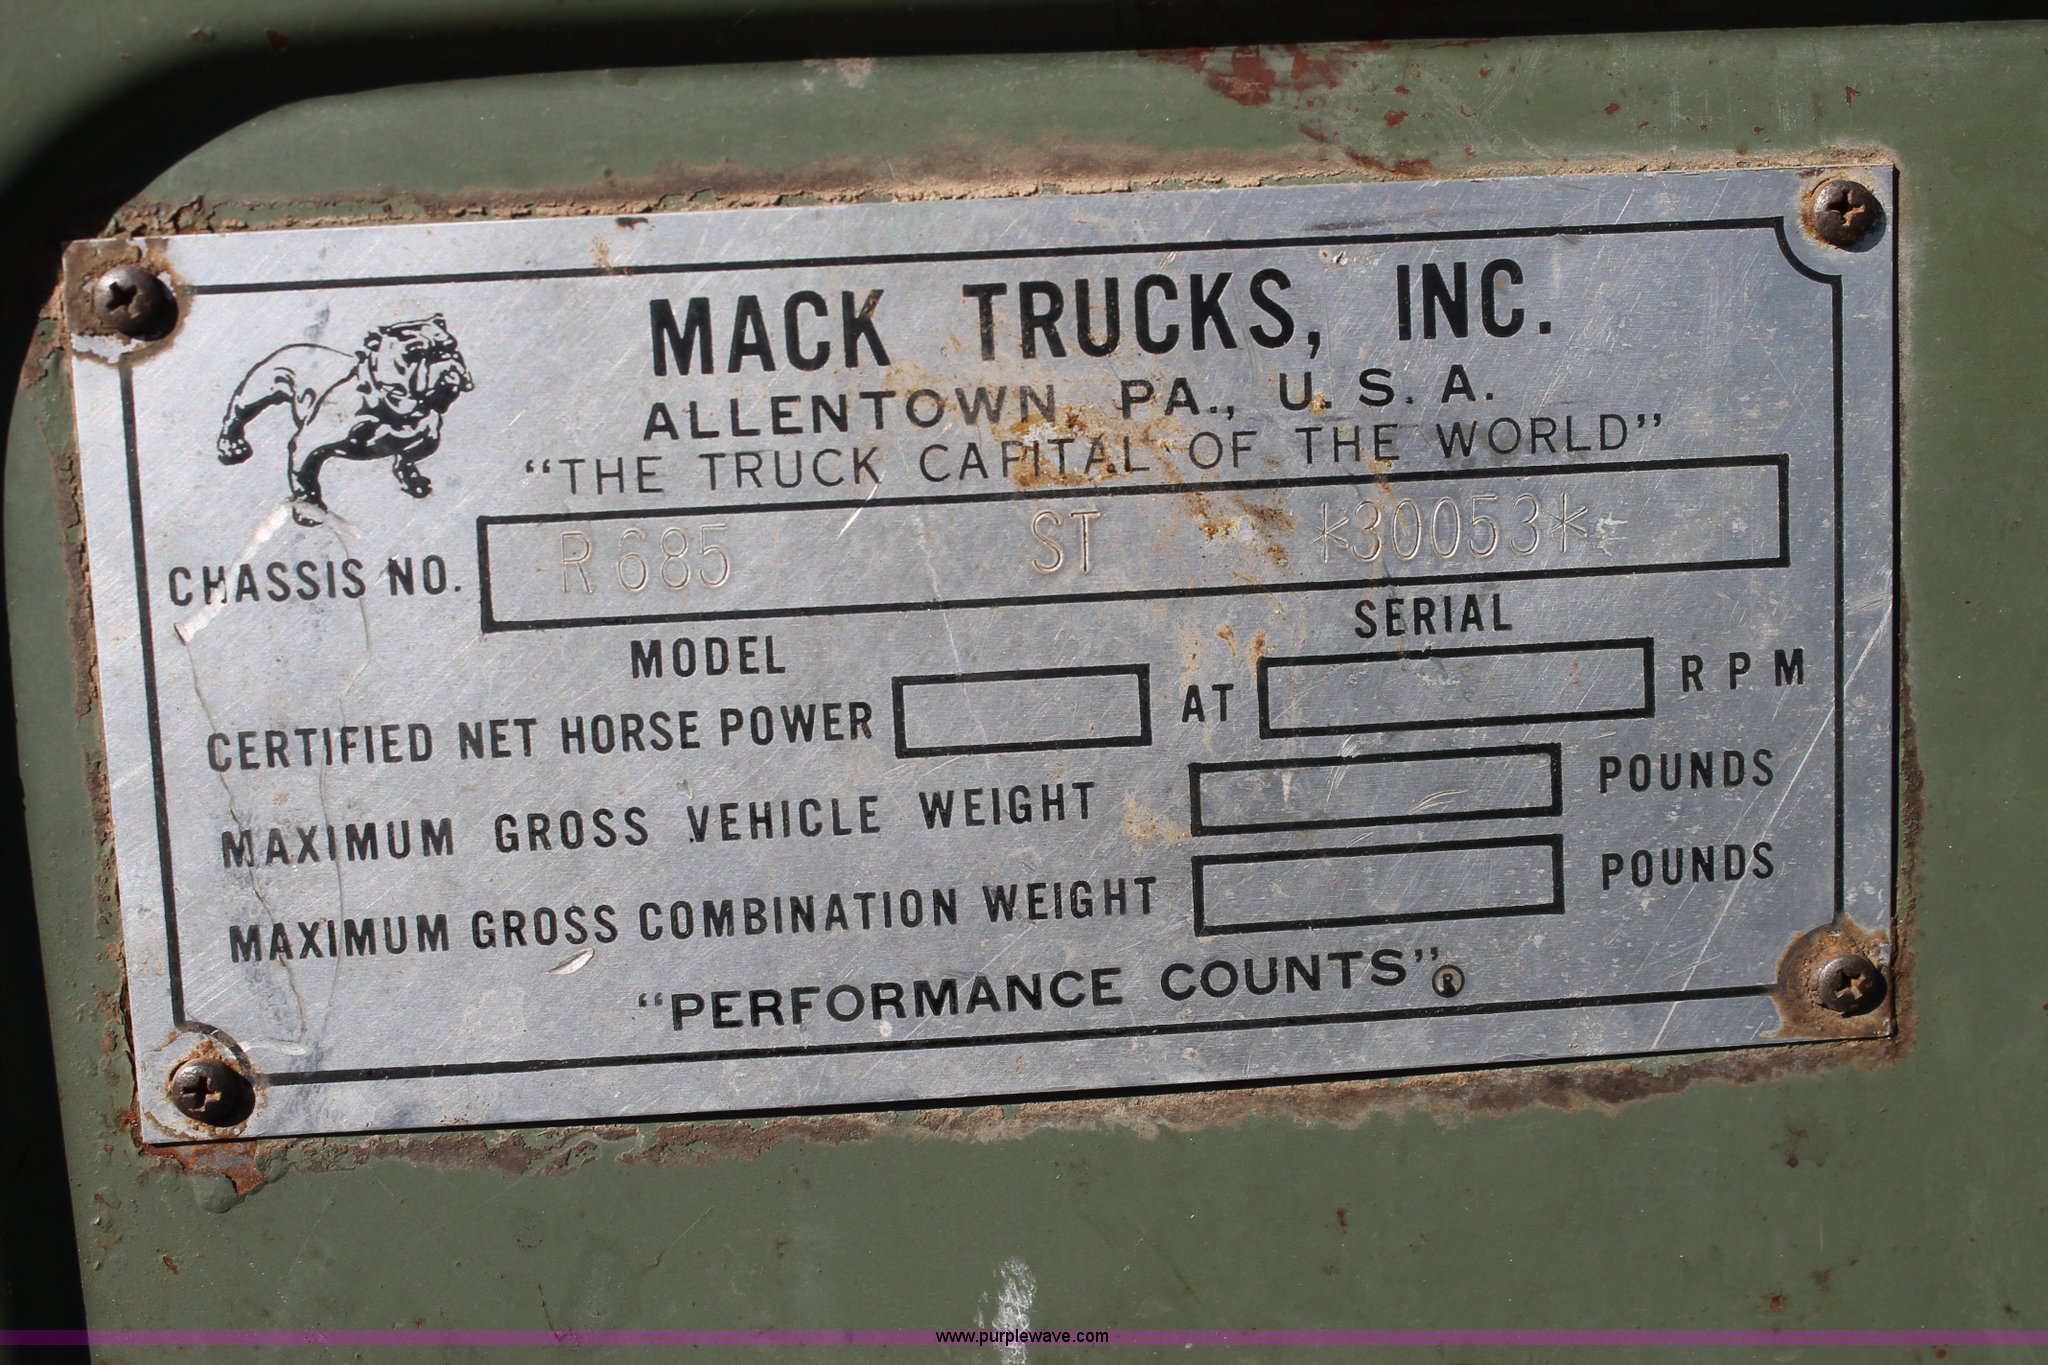 MACK TRUCKS, INC.
ALLENTOWN, PA., U. S. A.
“THE TRUCK CAPITAL OF THE WORLD”
CHASSIS NO. R685 ST *30053*
MODEL SERIAL
CERTIFIED NET HORSE POWER AT RPM
MAXIMUM GROSS VEHICLE WEIGHT POUNDS
MAXIMUM GROSS COMBINATION WEIGHT POUNDS
“PERFORMANCE COUNTS”®
www.purplewave.com